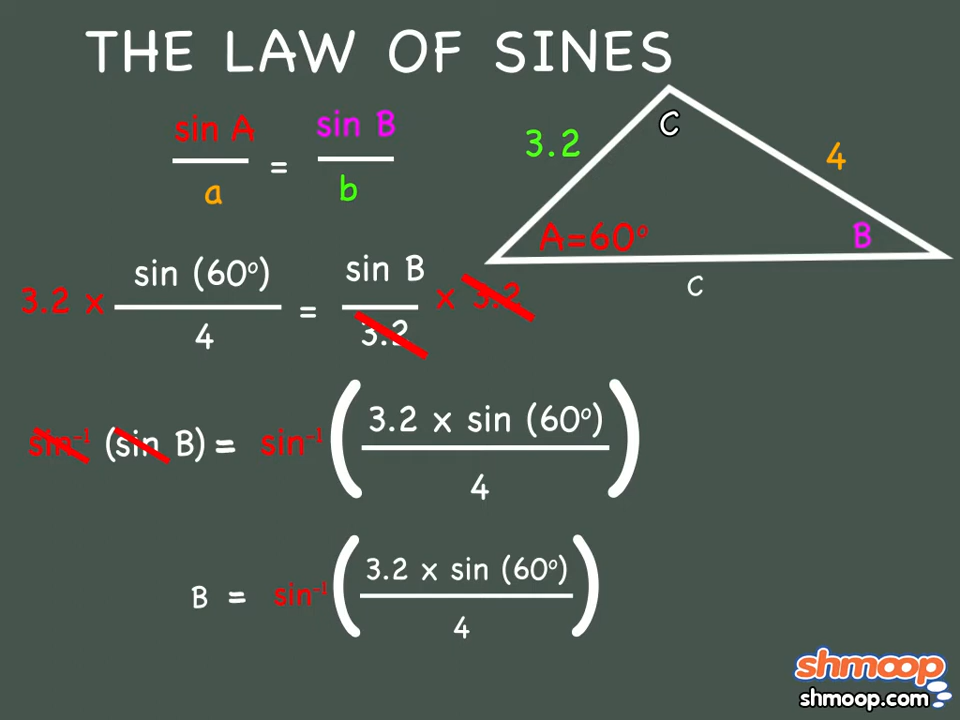 THE LAW OF SINES
sin A / a = sin B / b
3.2
C
4
A=60°
B
c
3.2 x sin (60°) / 4 = sin B / 3.2 x 3.2
sin⁻¹ (sin B) = sin⁻¹ ( 3.2 x sin (60°) / 4 )
B = sin⁻¹ ( 3.2 x sin (60°) / 4 )
shmoop
shmoop.com